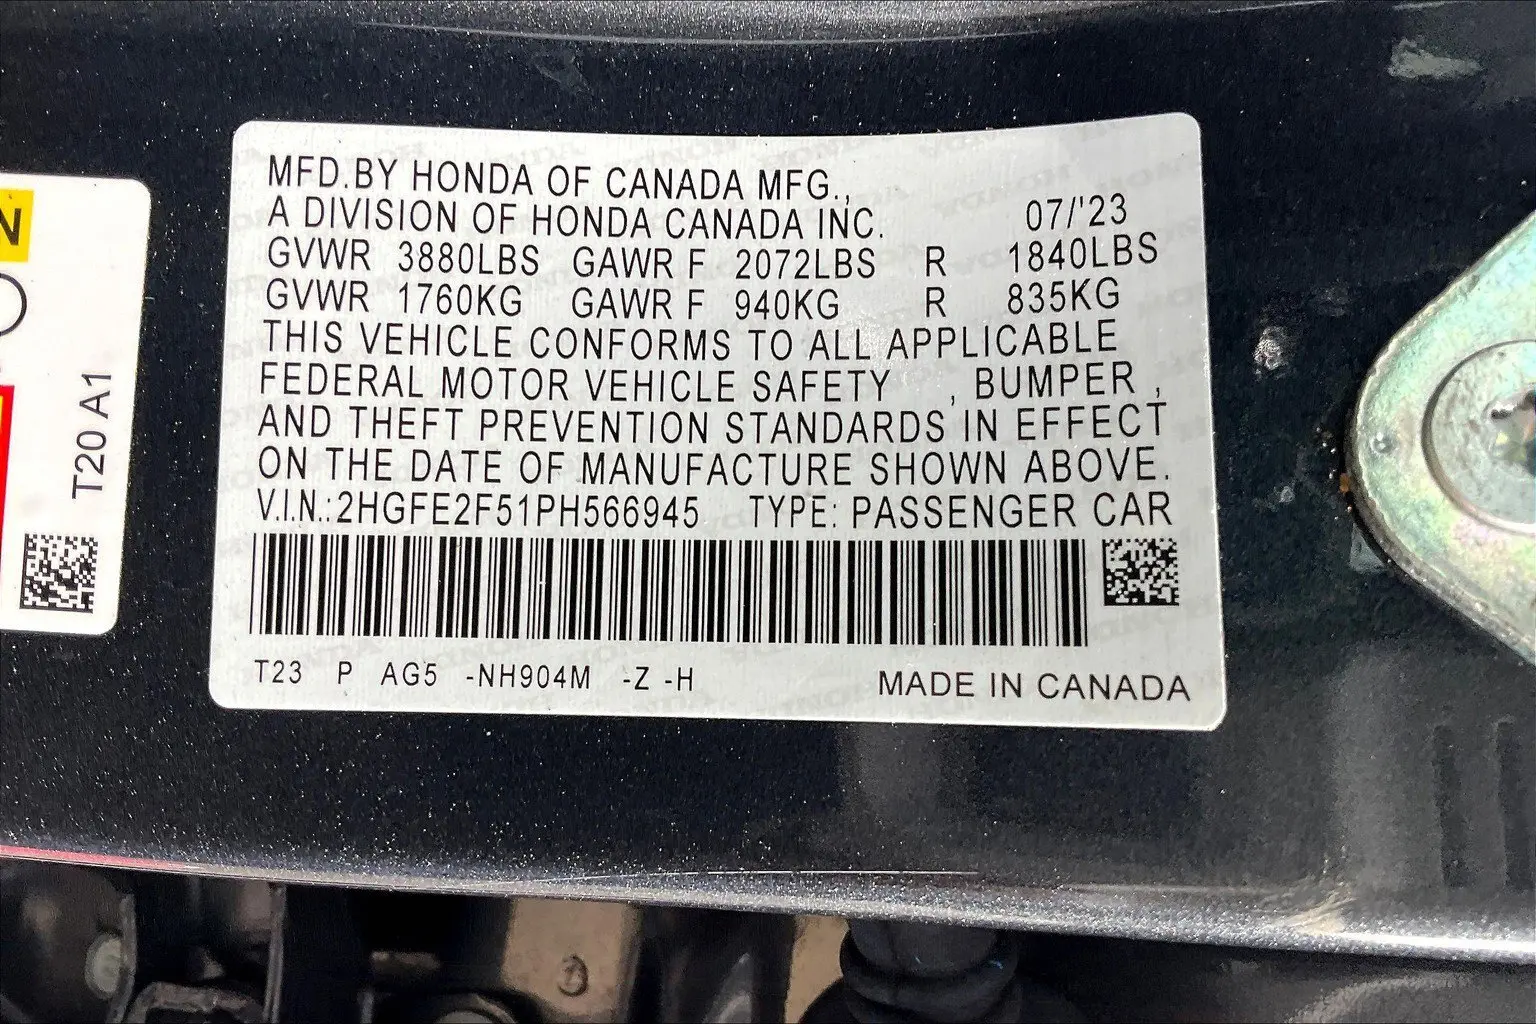 N
T20 A1
MFD.BY HONDA OF CANADA MFG.,
A DIVISION OF HONDA CANADA INC. 07/'23
GVWR 3880LBS GAWR F 2072LBS R 1840LBS
GVWR 1760KG GAWR F 940KG R 835KG
THIS VEHICLE CONFORMS TO ALL APPLICABLE
FEDERAL MOTOR VEHICLE SAFETY , BUMPER ,
AND THEFT PREVENTION STANDARDS IN EFFECT
ON THE DATE OF MANUFACTURE SHOWN ABOVE.
V.I.N.:2HGFE2F51PH566945 TYPE: PASSENGER CAR
T23 P AG5 -NH904M -Z -H MADE IN CANADA